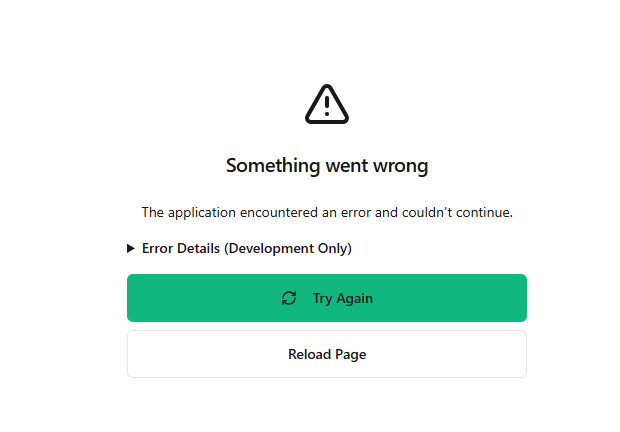 Something went wrong
The application encountered an error and couldn't continue.
Error Details (Development Only)
Try Again
Reload Page